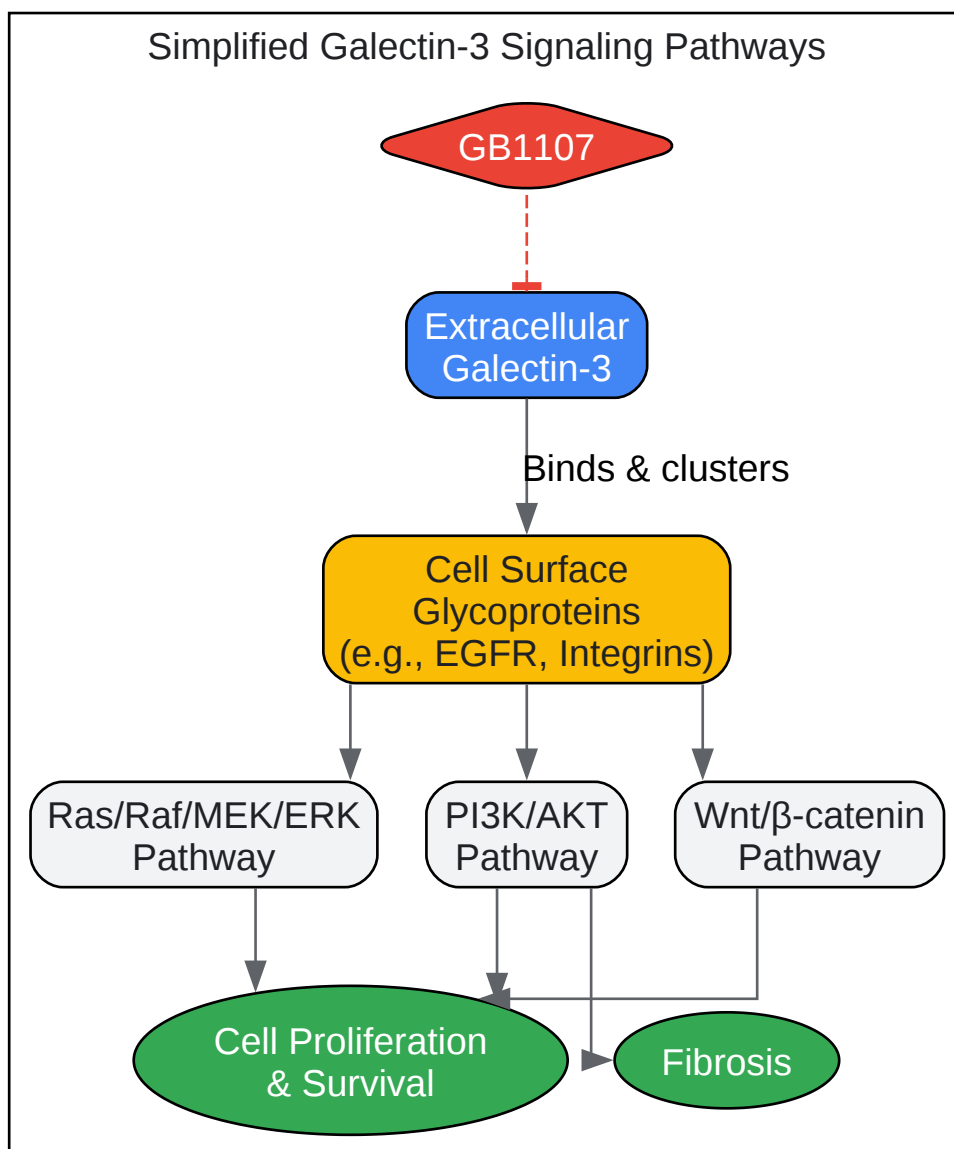 Simplified Galectin-3 Signaling Pathways
GB1107
Extracellular
Galectin-3
Binds & clusters
Cell Surface
Glycoproteins
(e.g., EGFR, Integrins)
Ras/Raf/MEK/ERK
Pathway
PI3K/AKT
Pathway
Wnt/β-catenin
Pathway
Cell Proliferation
& Survival
Fibrosis